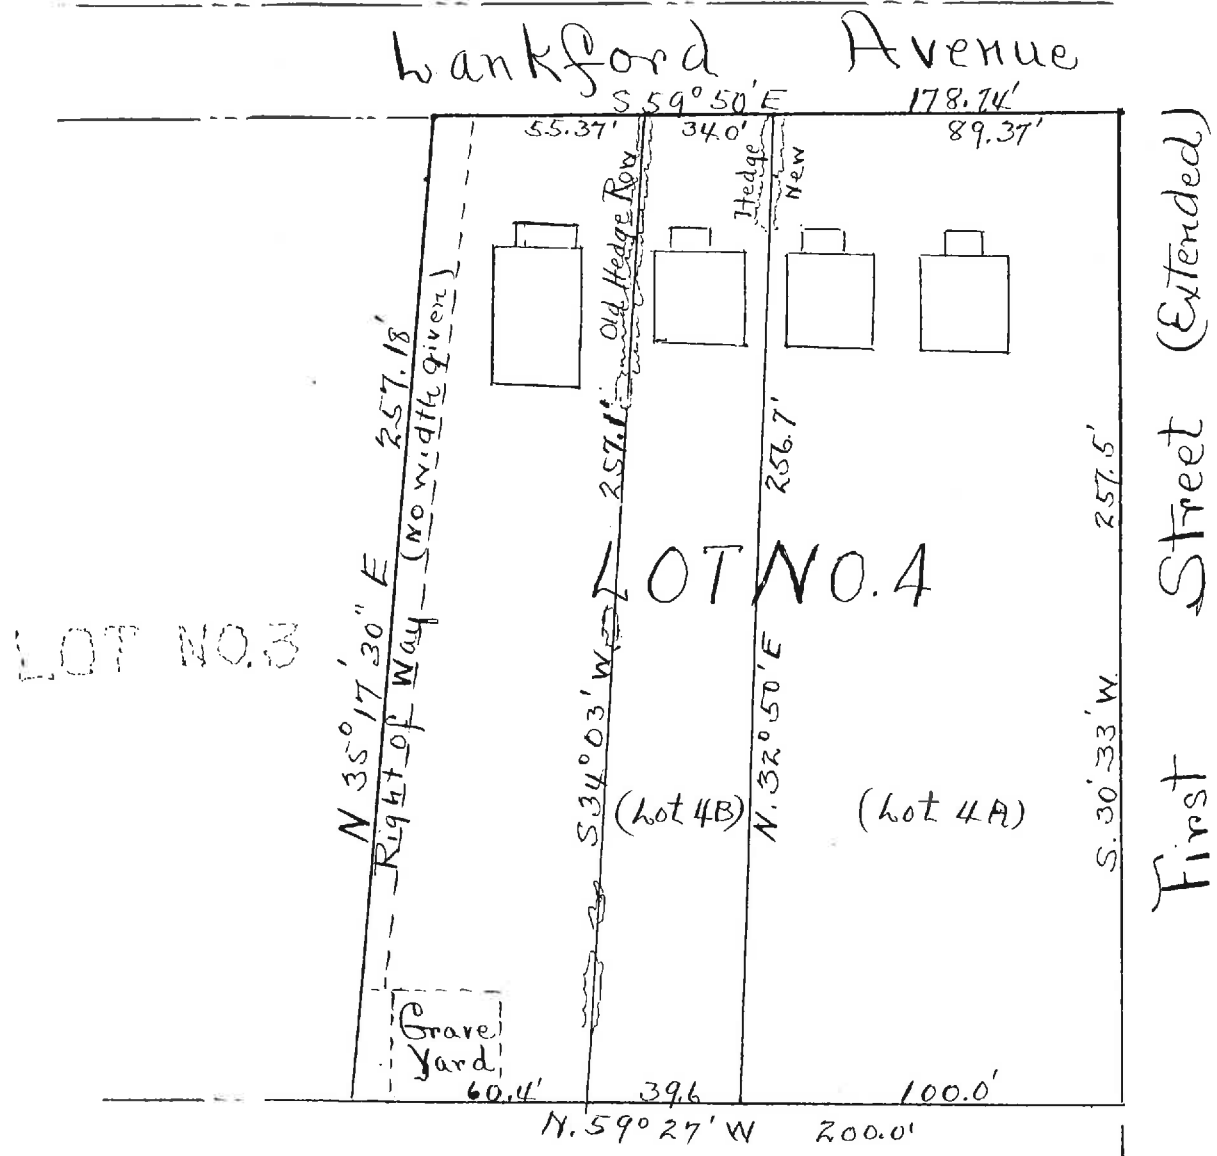 Lankford Avenue
S 59° 50' E 178.74'
55.37' 34.0' 89.37'
Old Hedge Row
Hedge
New
First Street (Extended)
N 35° 17' 30" E 257.18'
Right of Way (No width given)
257.1'
S 34° 03' W.
256.7'
N. 32° 50' E
257.5'
S. 30° 33' W.
LOT NO. 4
LOT NO. 3
(Lot 4B)
(Lot 4A)
Grave
Yard
60.4' 39.6 100.0'
N. 59° 27' W 200.0'